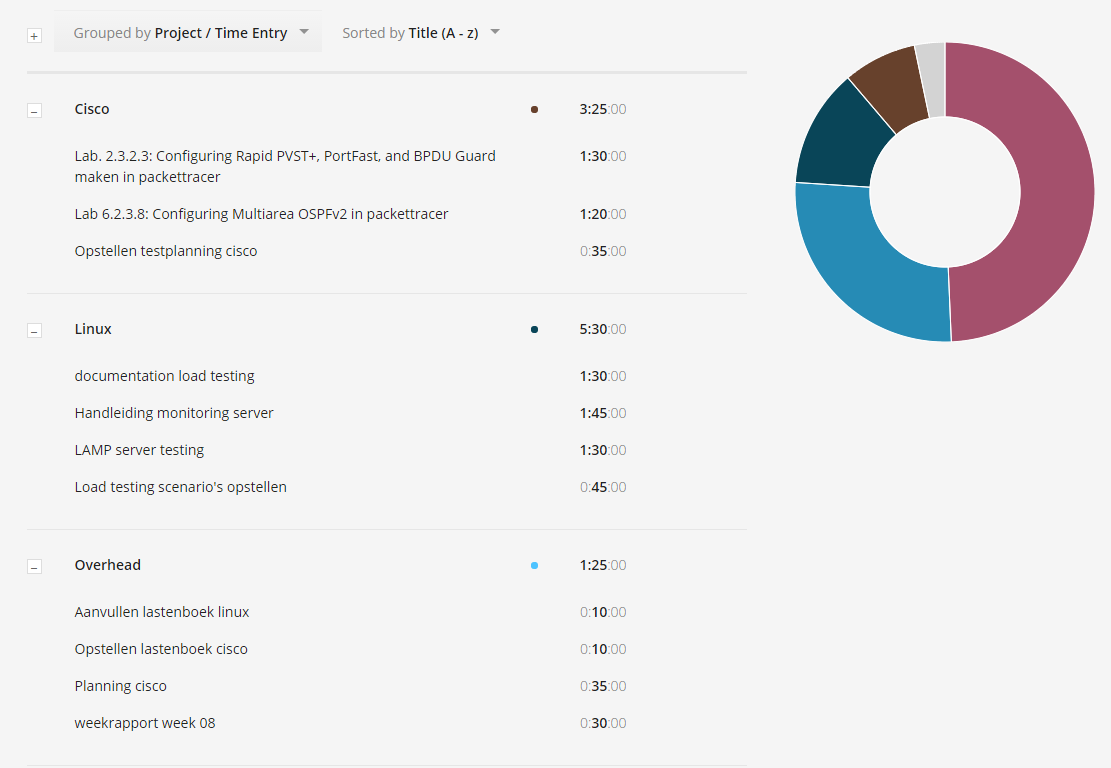 Grouped by Project / Time Entry Sorted by Title (A - z)
Cisco 3:25:00
Lab. 2.3.2.3: Configuring Rapid PVST+, PortFast, and BPDU Guard 1:30:00
maken in packettracer
Lab 6.2.3.8: Configuring Multiarea OSPFv2 in packettracer 1:20:00
Opstellen testplanning cisco 0:35:00
Linux 5:30:00
documentation load testing 1:30:00
Handleiding monitoring server 1:45:00
LAMP server testing 1:30:00
Load testing scenario's opstellen 0:45:00
Overhead 1:25:00
Aanvullen lastenboek linux 0:10:00
Opstellen lastenboek cisco 0:10:00
Planning cisco 0:35:00
weekrapport week 08 0:30:00